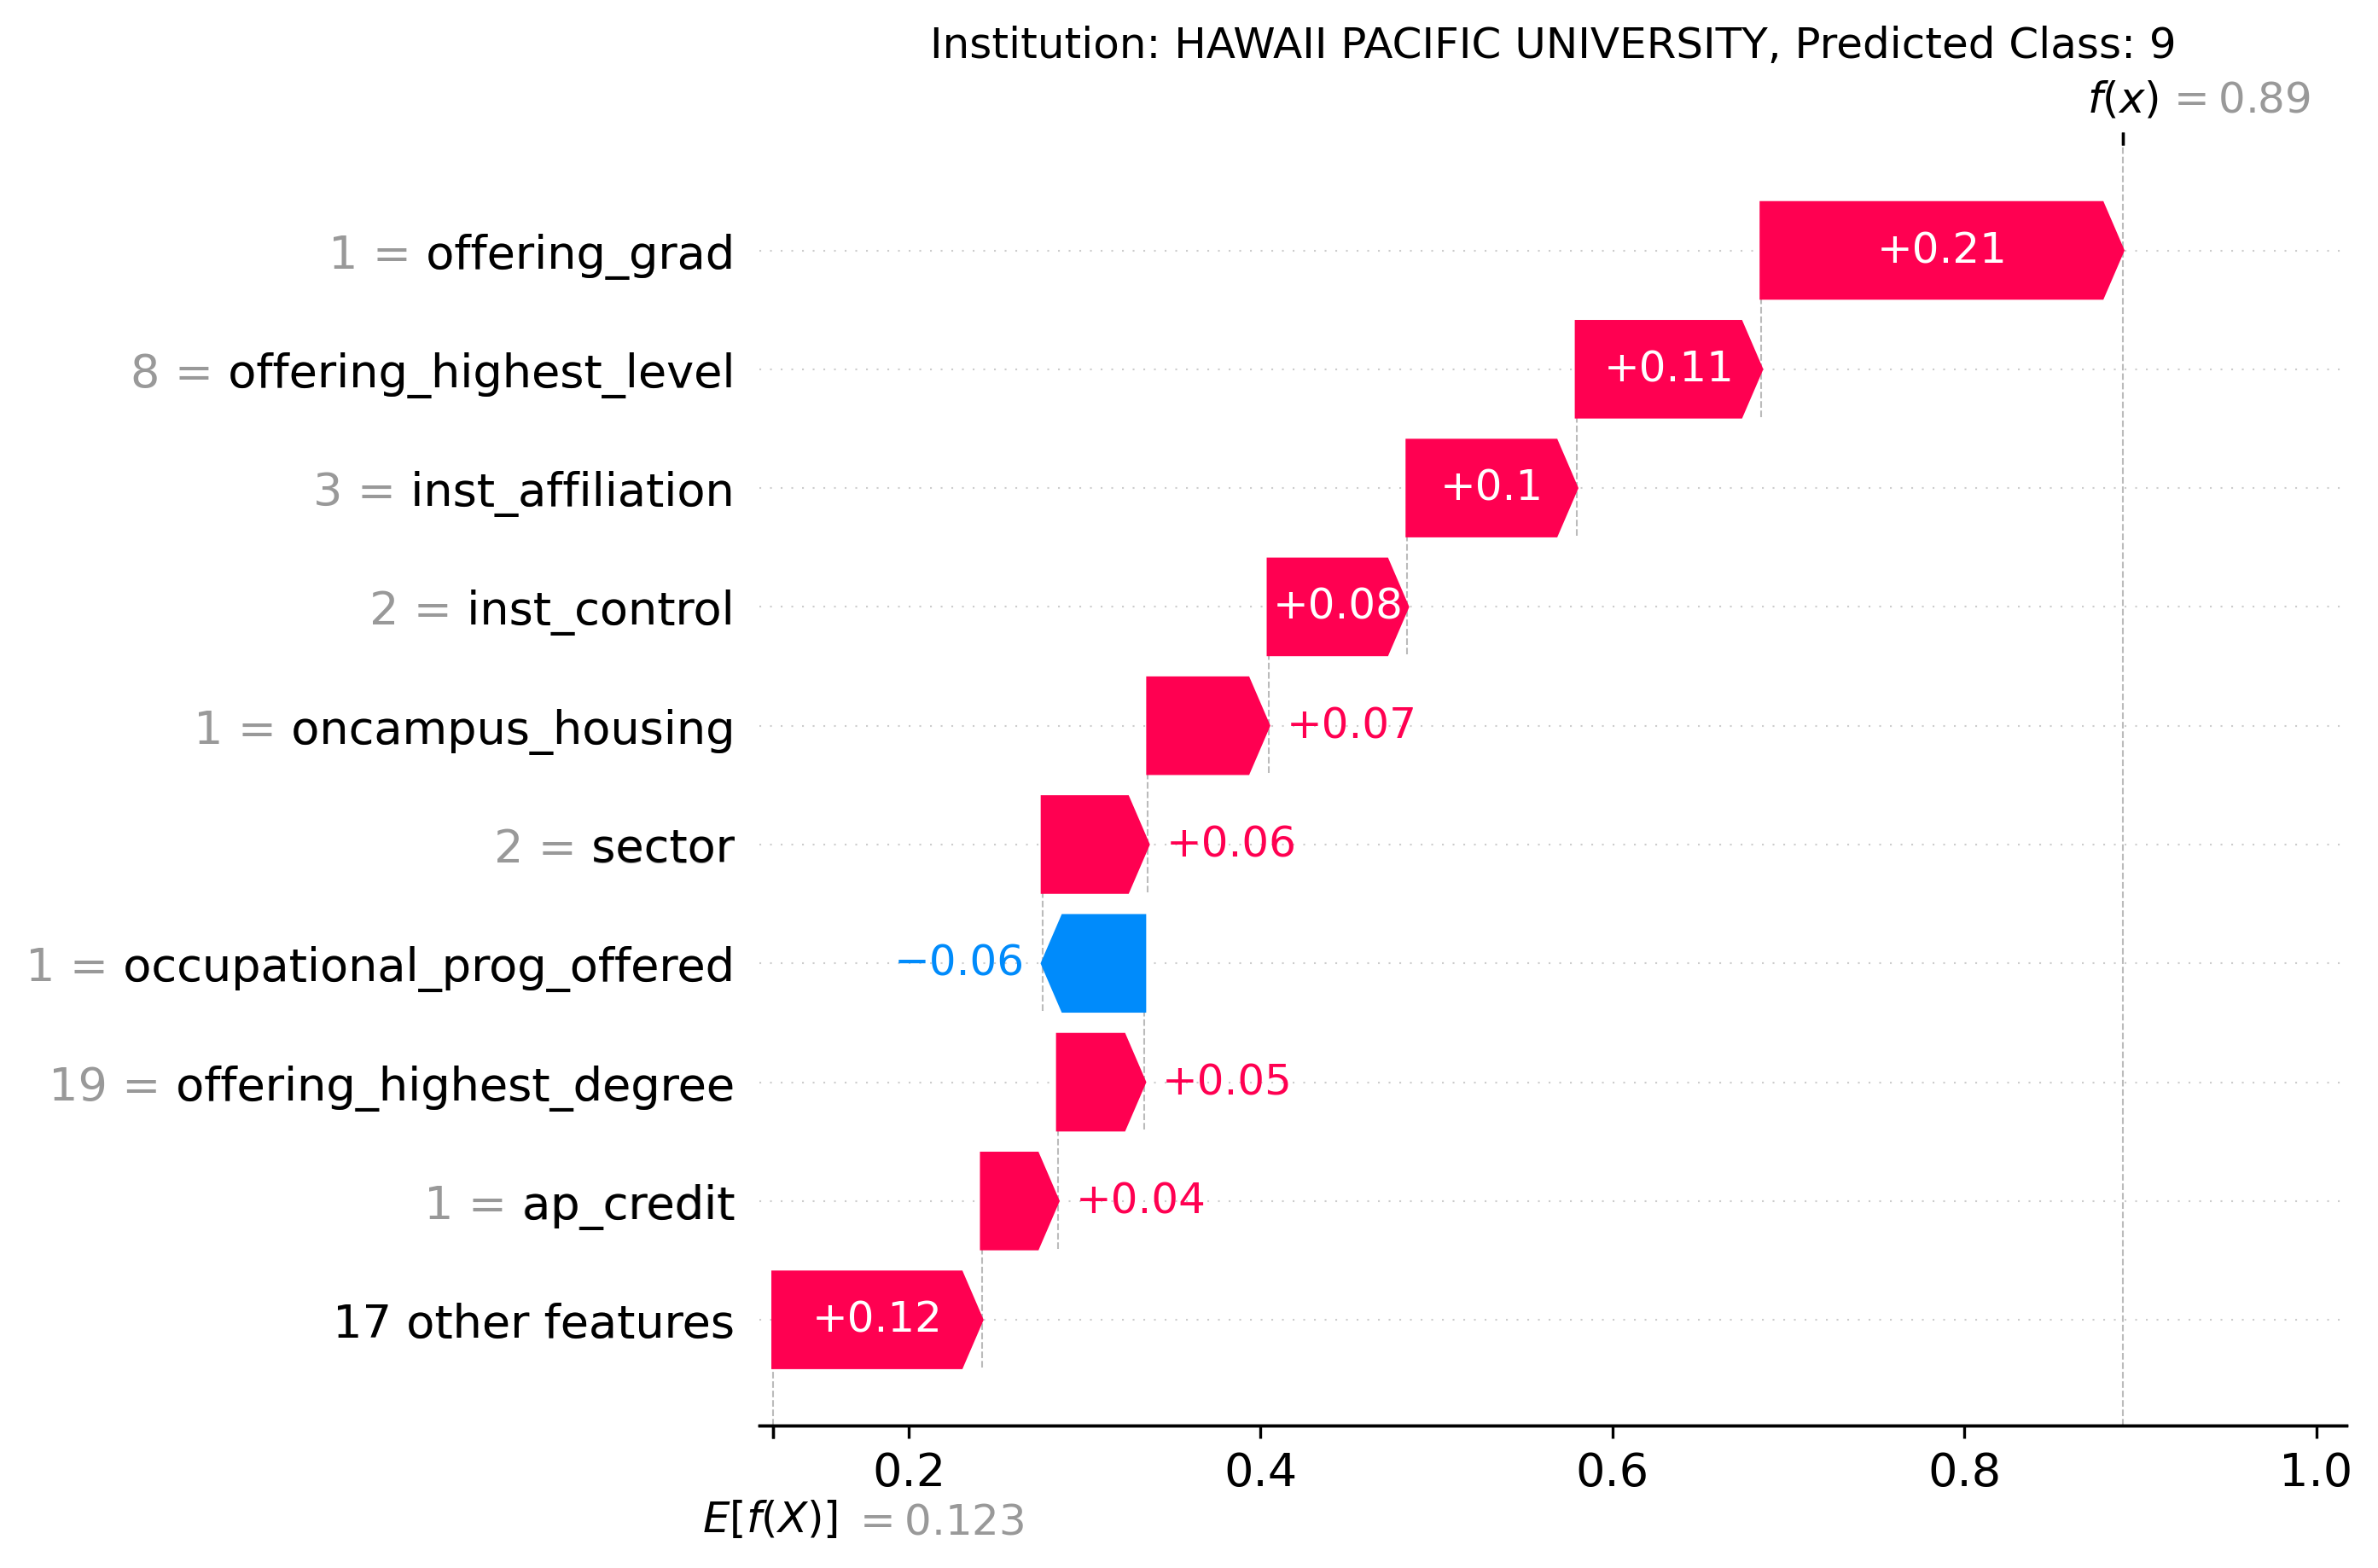 Institution: HAWAII PACIFIC UNIVERSITY, Predicted Class: 9
f(x) = 0.89
1 = offering_grad +0.21
8 = offering_highest_level +0.11
3 = inst_affiliation +0.1
2 = inst_control +0.08
1 = oncampus_housing +0.07
2 = sector +0.06
1 = occupational_prog_offered −0.06
19 = offering_highest_degree +0.05
1 = ap_credit +0.04
17 other features +0.12
0.2 0.4 0.6 0.8 1.0
E[f(X)] = 0.123